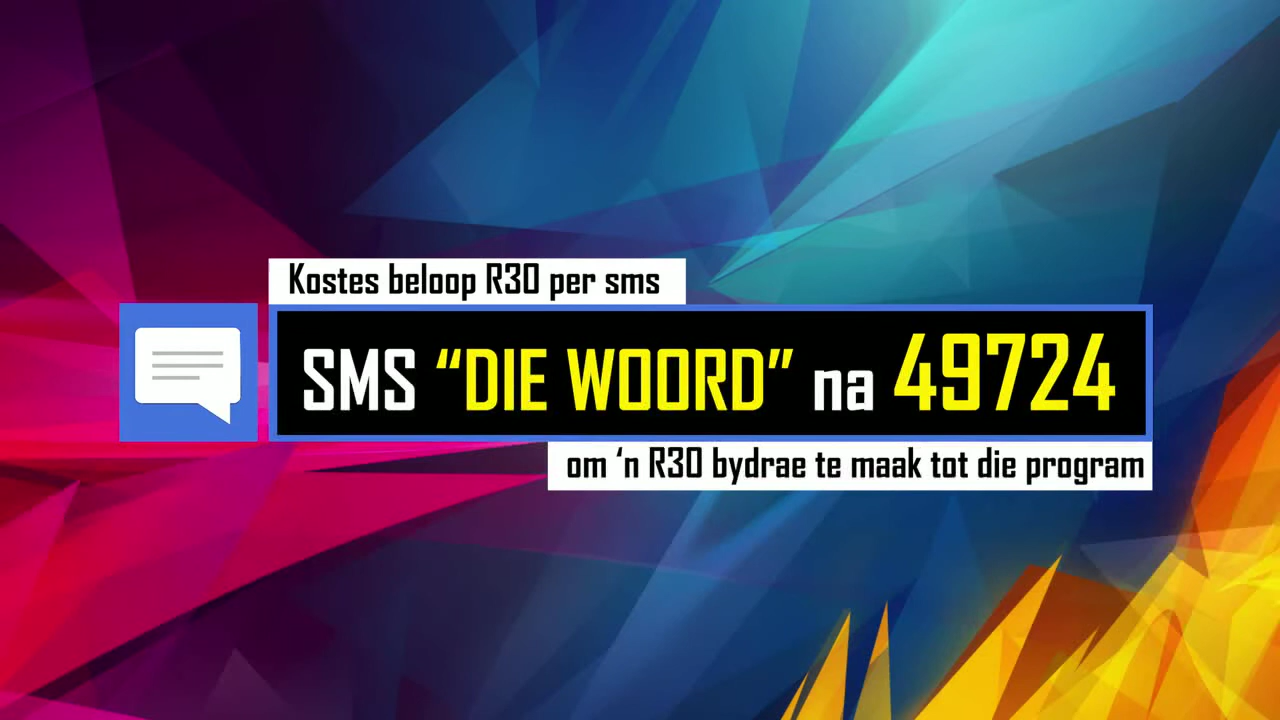 Kostes beloop R30 per sms
SMS “DIE WOORD” na 49724
om ‘n R30 bydrae te maak tot die program